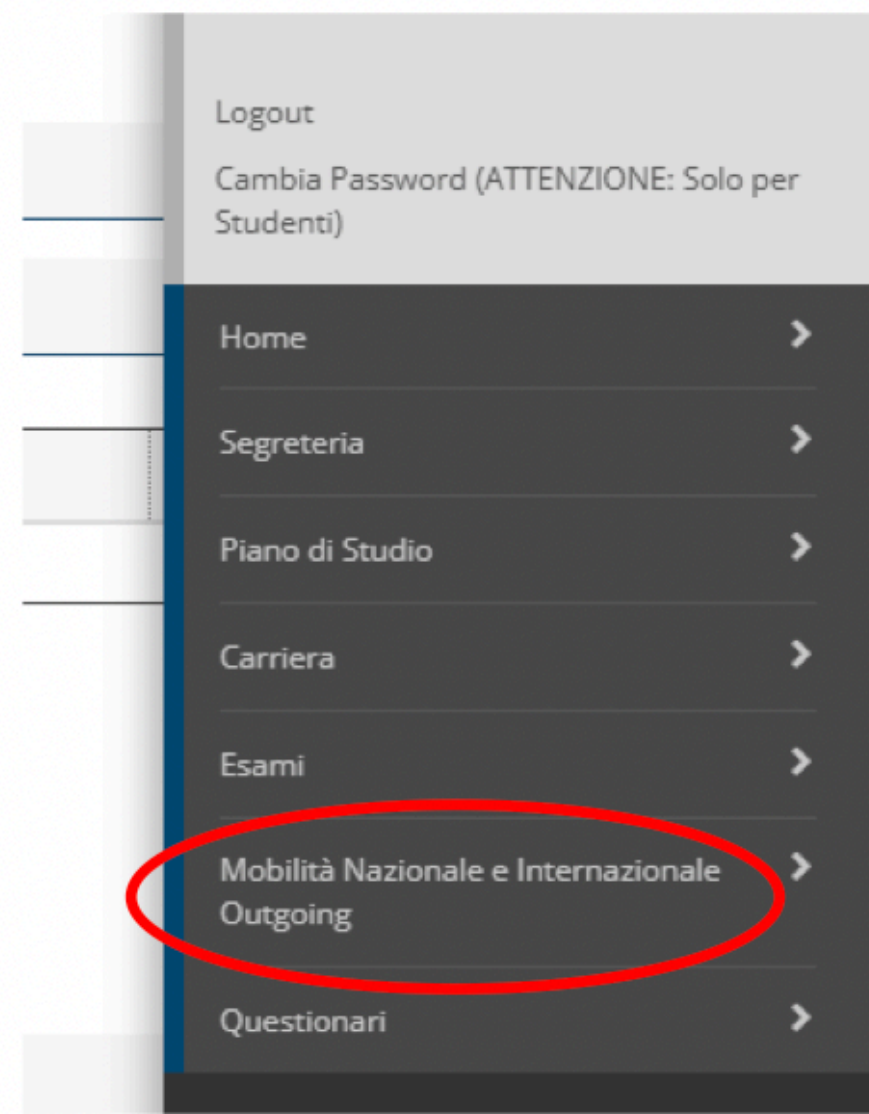 Logout
Cambia Password (ATTENZIONE: Solo per
Studenti)
Home
Segreteria
Piano di Studio
Carriera
Esami
Mobilità Nazionale e Internazionale
Outgoing
Questionari